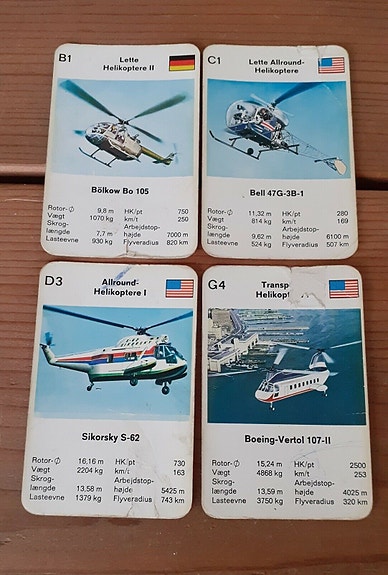 B1
Lette
Helikoptere II
Bölkow Bo 105
Rotor-∅ 9,8 m HK/pt 750
Vægt 1070 kg km/t 250
Skrog- Arbejdstop-
længde 7,7 m højde 7000 m
Lasteevne 930 kg Flyveradius 820 km
C1
Lette Allround-
Helikoptere
Bell 47G-3B-1
Rotor-∅ 11,32 m HK/pt 280
Vægt 814 kg km/t 169
Skrog- Arbejdstop-
længde 9,62 m højde 6100 m
Lasteevne 524 kg Flyveradius 507 km
D3
Allround-
Helikoptere I
Sikorsky S-62
Rotor-∅ 16,16 m HK/pt 730
Vægt 2204 kg km/t 163
Skrog- Arbejdstop-
længde 13,58 m højde 5425 m
Lasteevne 1379 kg Flyveradius 743 km
G4
Boeing-Vertol 107-II
Rotor-∅ 15,24 m HK/pt 2500
Vægt 4868 kg km/t 253
Skrog- Arbejdstop-
længde 13,59 m højde 4025 m
Lasteevne 3750 kg Flyveradius 320 km